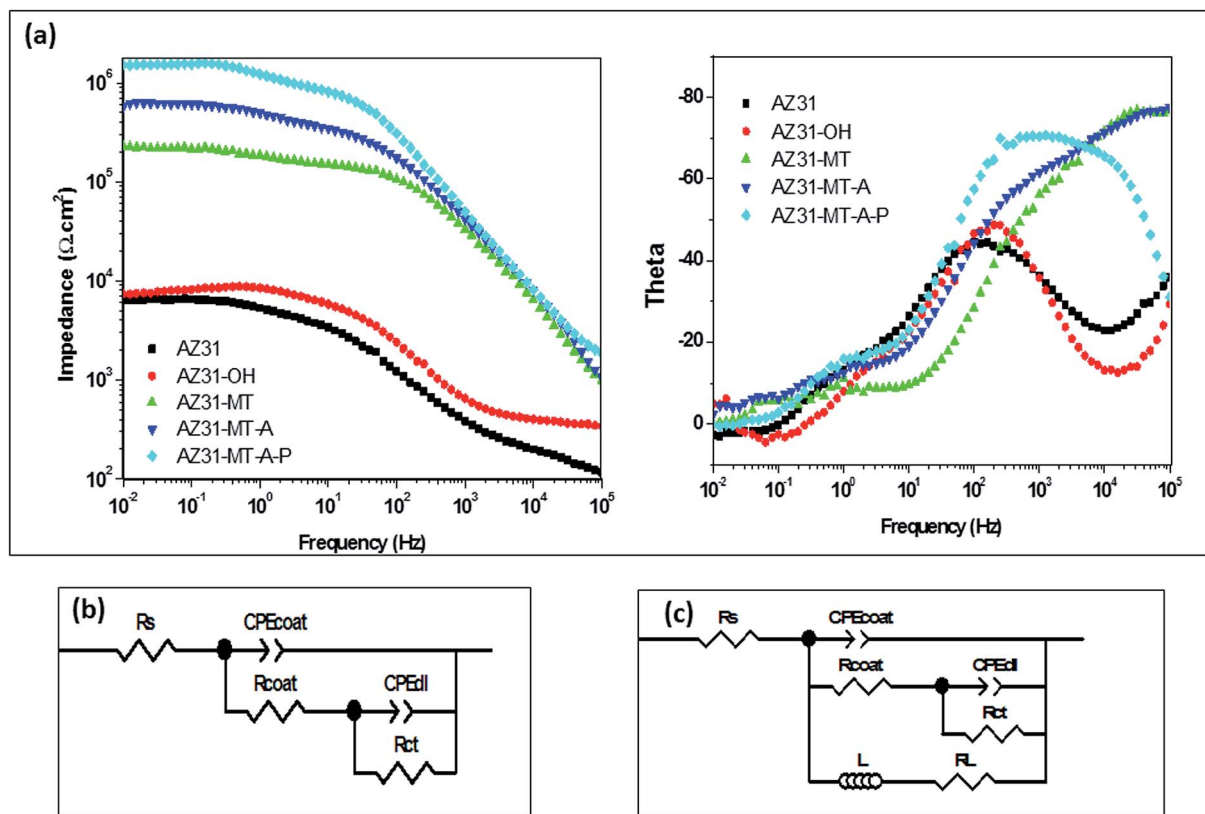 (a)
Impedance (Ω.cm²)
10⁶
10⁵
10⁴
10³
10²
AZ31
AZ31-OH
AZ31-MT
AZ31-MT-A
AZ31-MT-A-P
10⁻² 10⁻¹ 10⁰ 10¹ 10² 10³ 10⁴ 10⁵
Frequency (Hz)
Theta
-80
-60
-40
-20
0
AZ31
AZ31-OH
AZ31-MT
AZ31-MT-A
AZ31-MT-A-P
10⁻² 10⁻¹ 10⁰ 10¹ 10² 10³ 10⁴ 10⁵
Frequency (Hz)
(b)
Rs CPEcoat
Rcoat CPEdl
Rct
(c)
Rs CPEcoat
Rcoat CPEdl
Rct
L RL